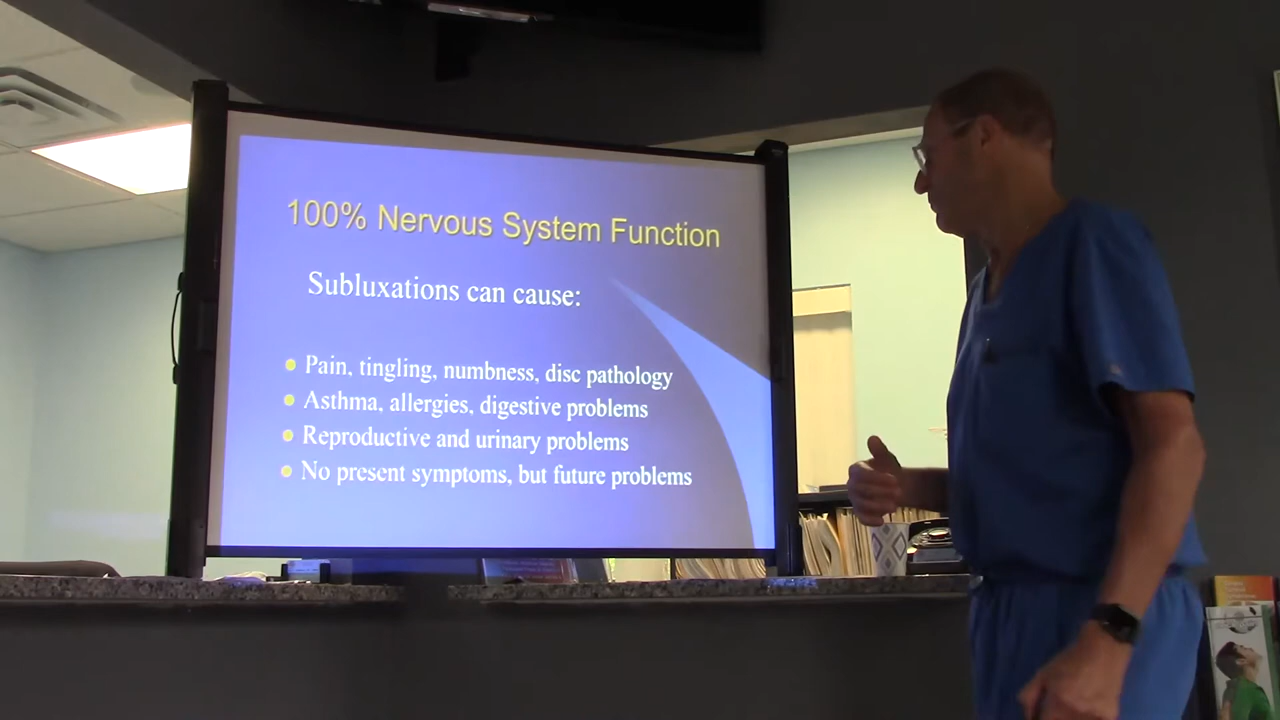 100% Nervous System Function
Subluxations can cause:
Pain, tingling, numbness, disc pathology
Asthma, allergies, digestive problems
Reproductive and urinary problems
No present symptoms, but future problems